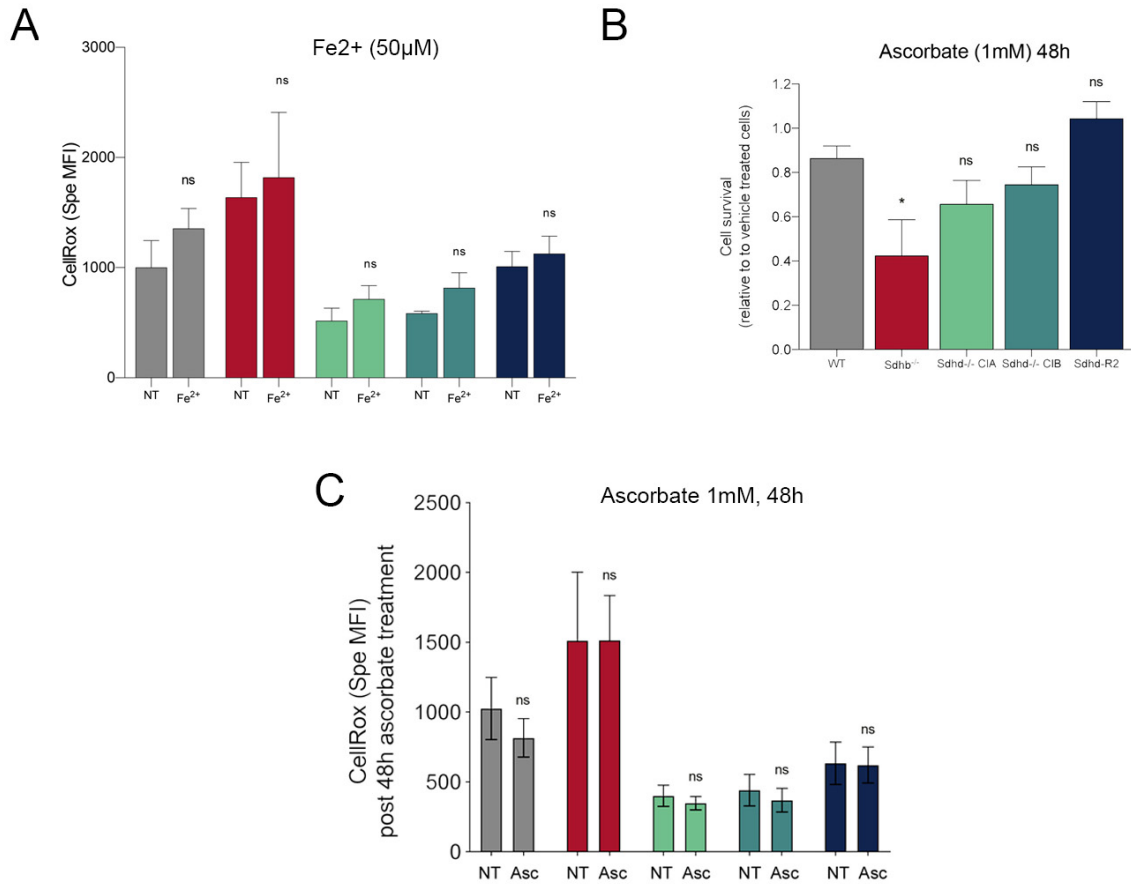 A
Fe2+ (50µM)
CellRox (Spe MFI)
3000
2000
1000
0
ns
ns
ns
ns
ns
NT Fe²⁺ NT Fe²⁺ NT Fe²⁺ NT Fe²⁺ NT Fe²⁺
B
Ascorbate (1mM) 48h
Cell survival
(relative to to vehicle treated cells)
1.2
1.0
0.8
0.6
0.4
0.2
0.0
*
ns
ns
ns
WT Sdhb⁻/⁻ Sdhd-/- ClA Sdhd-/- ClB Sdhd-R2
C
Ascorbate 1mM, 48h
CellRox (Spe MFI)
post 48h ascorbate treatment
2500
2000
1500
1000
500
0
ns
ns
ns
ns
ns
NT Asc NT Asc NT Asc NT Asc NT Asc